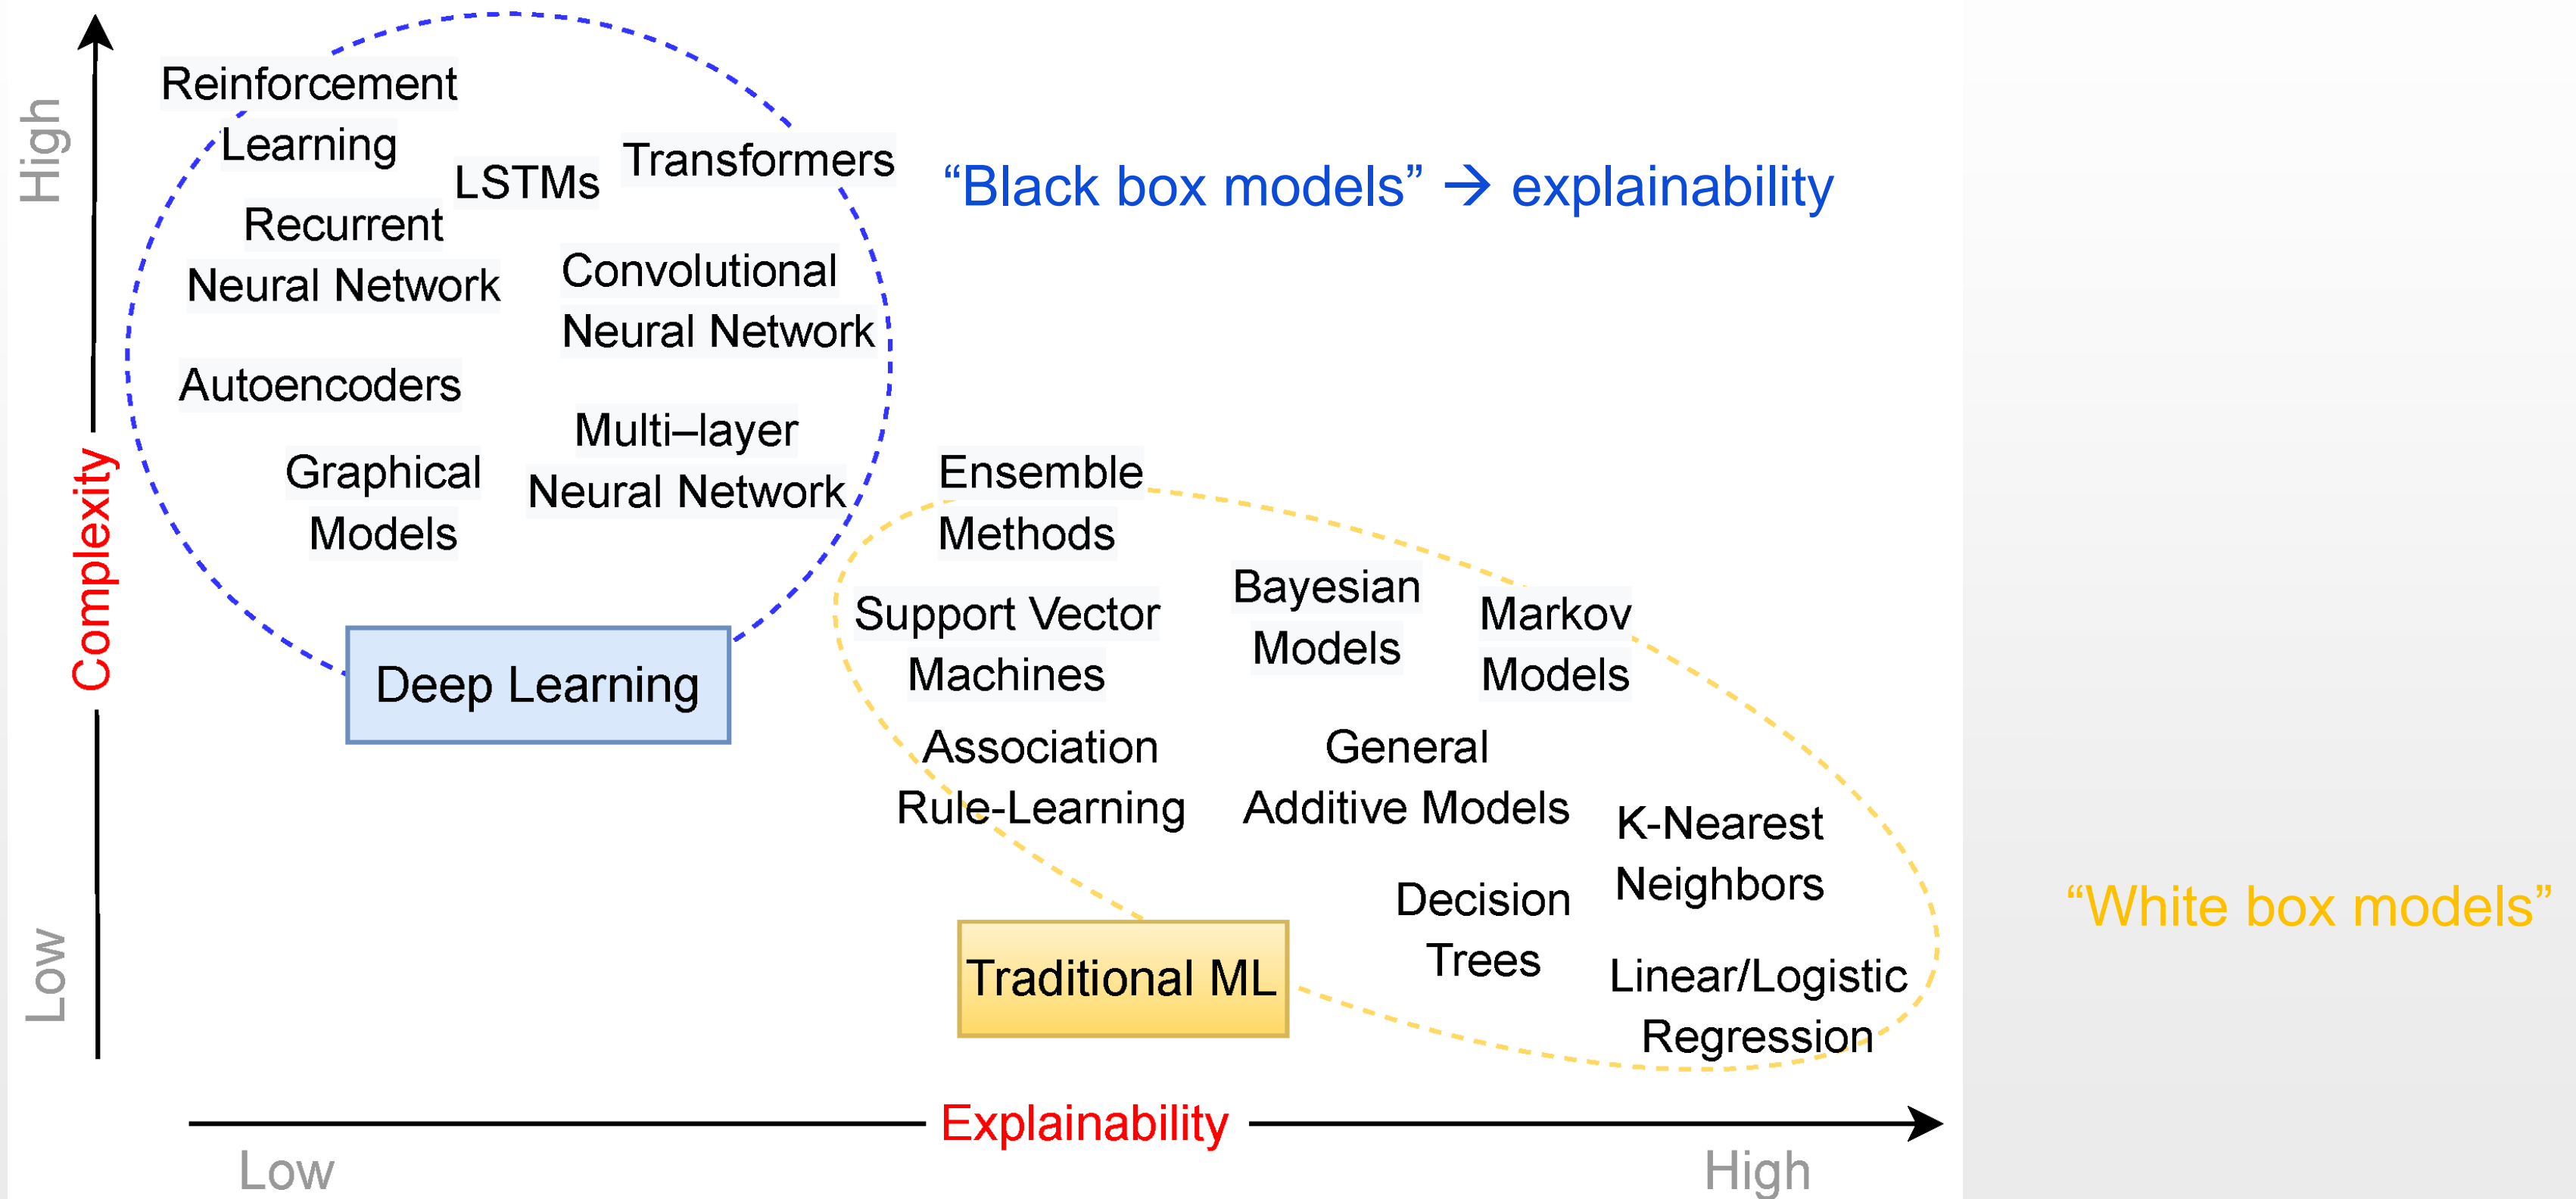 High
Low
Complexity
Reinforcement
Learning
LSTMs
Transformers
Recurrent
Neural Network
Convolutional
Neural Network
Autoencoders
Multi–layer
Neural Network
Graphical
Models
Deep Learning
“Black box models” → explainability
Ensemble
Methods
Support Vector
Machines
Bayesian
Models
Markov
Models
Association
Rule-Learning
General
Additive Models
K-Nearest
Neighbors
Decision
Trees
Linear/Logistic
Regression
Traditional ML
“White box models”
Explainability
Low
High